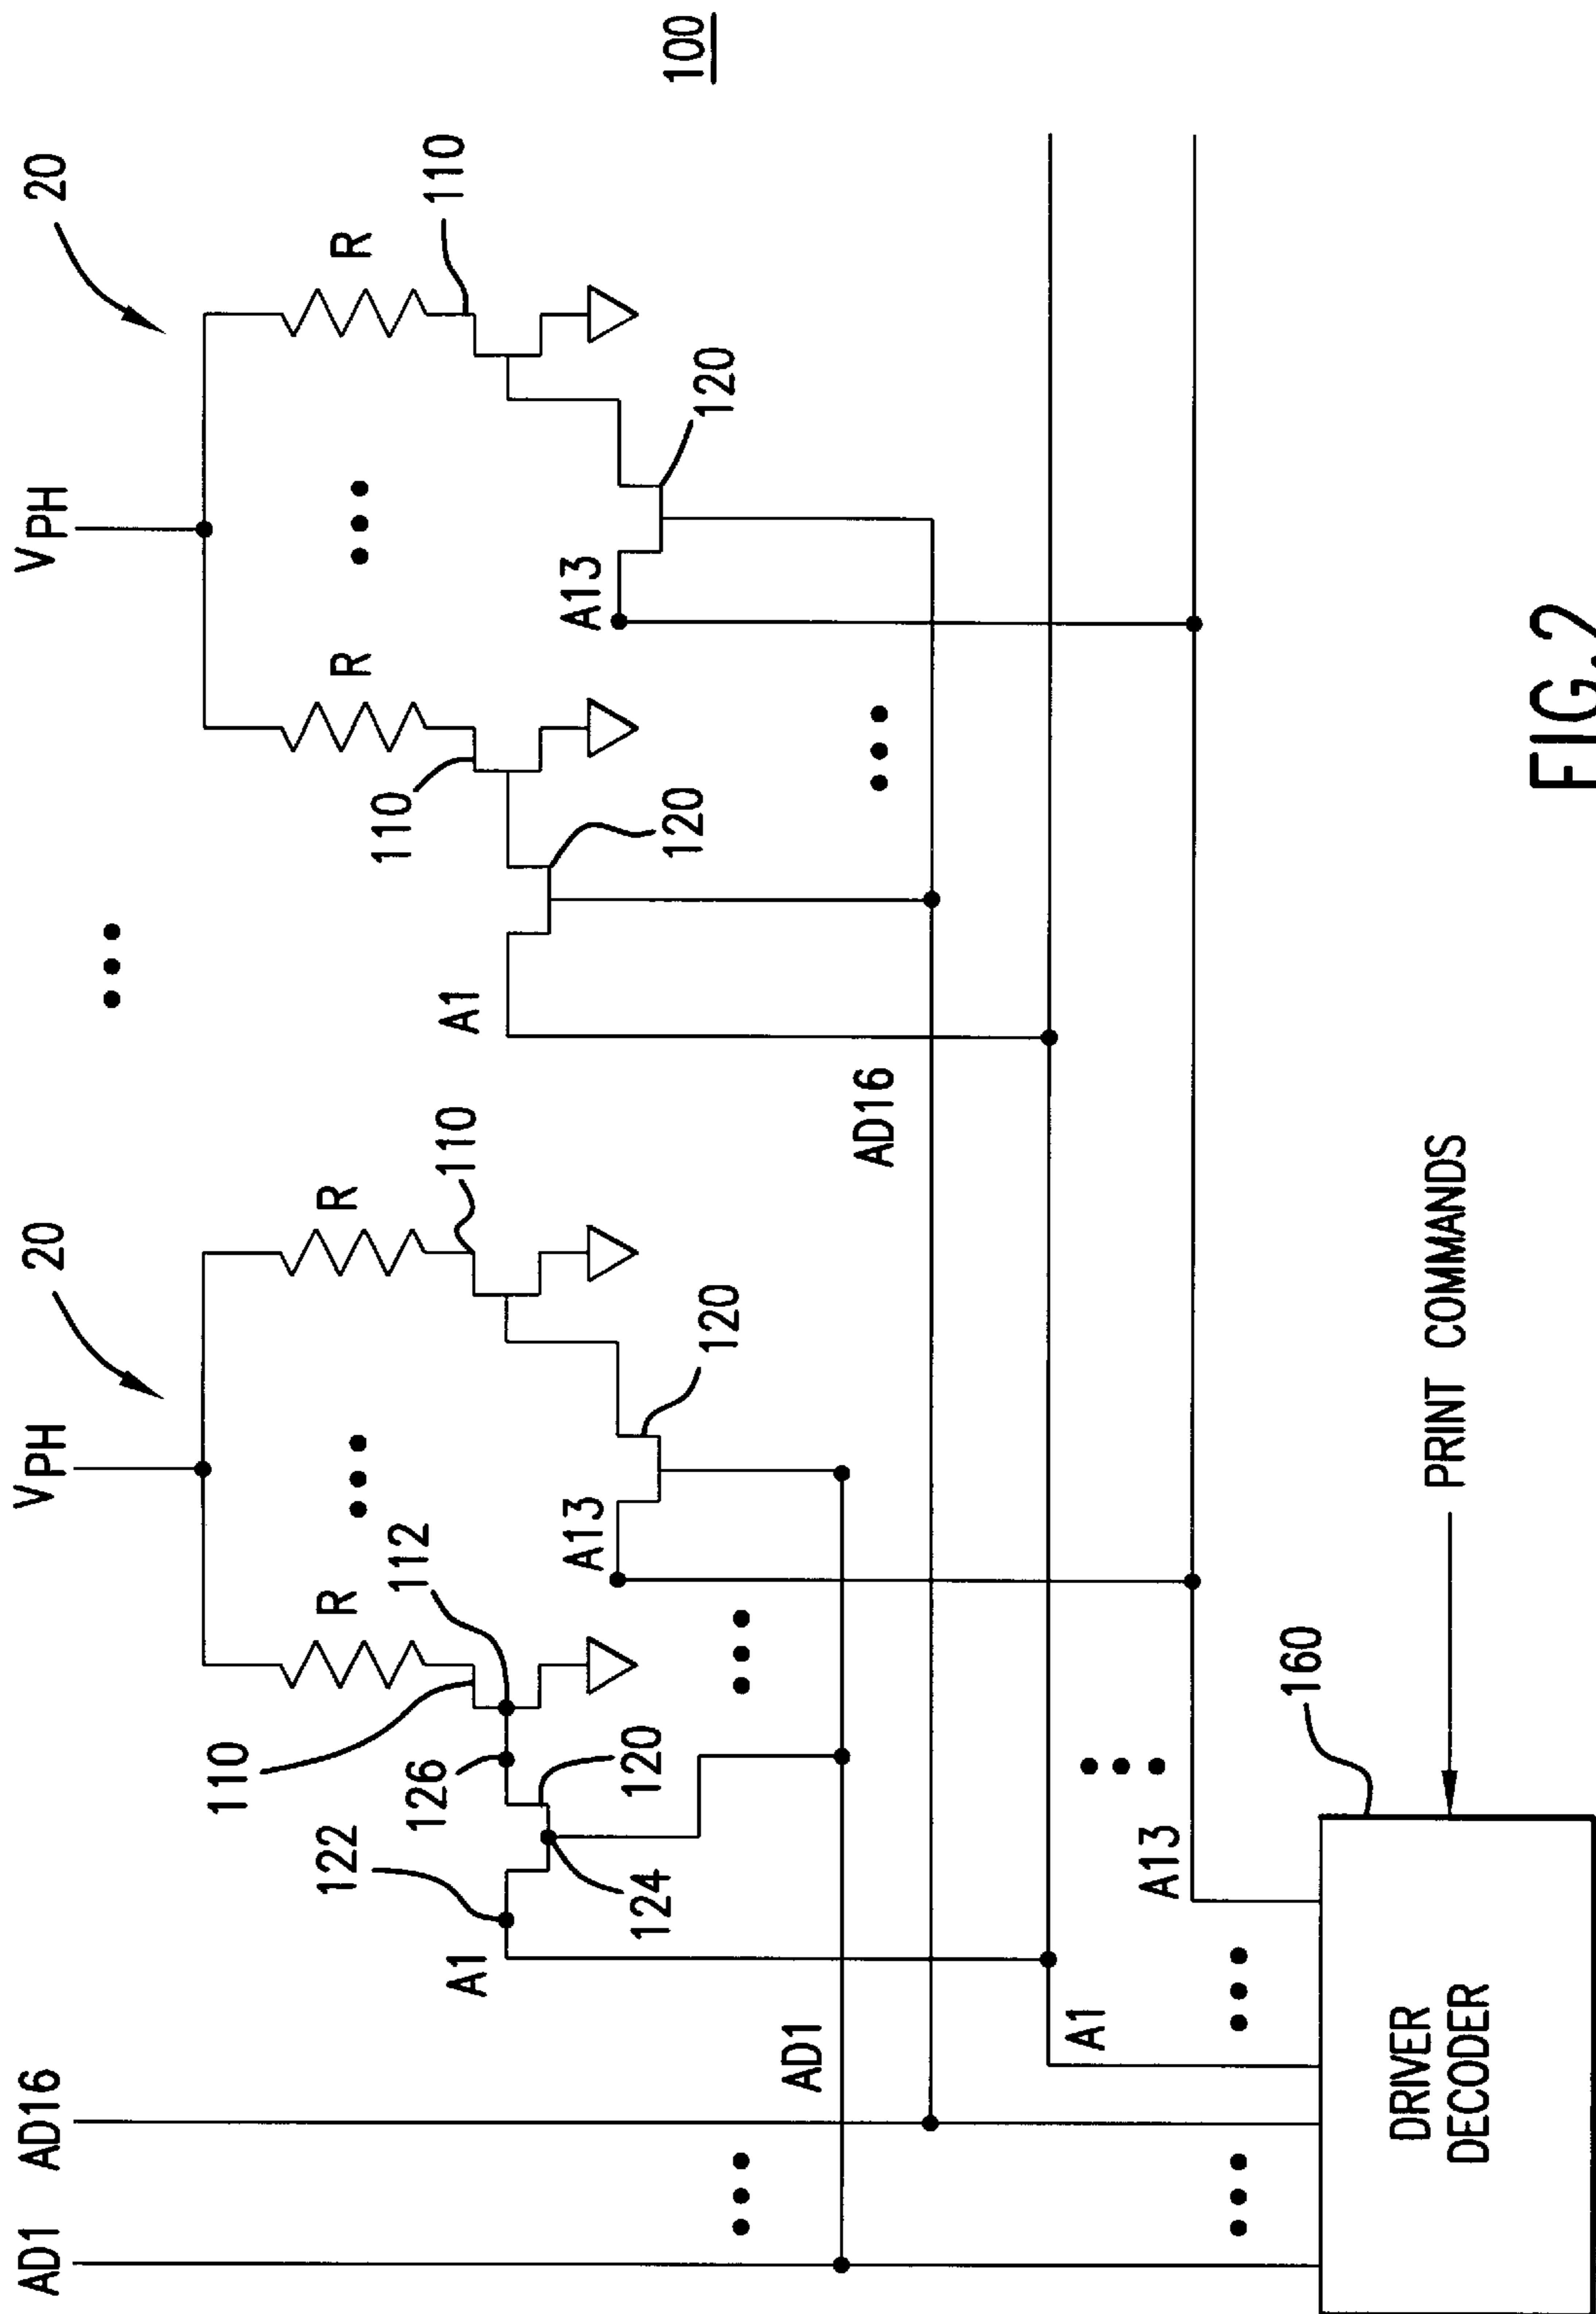 100
AD1 AD16 VPH 20 VPH 20
R R R R
110 112 110 110 110
122 126 120
A1 A13 A1 A13
124 120 120 120
AD1 AD16
A1 A13 160
DRIVER
DECODER
PRINT COMMANDS
FIG.2